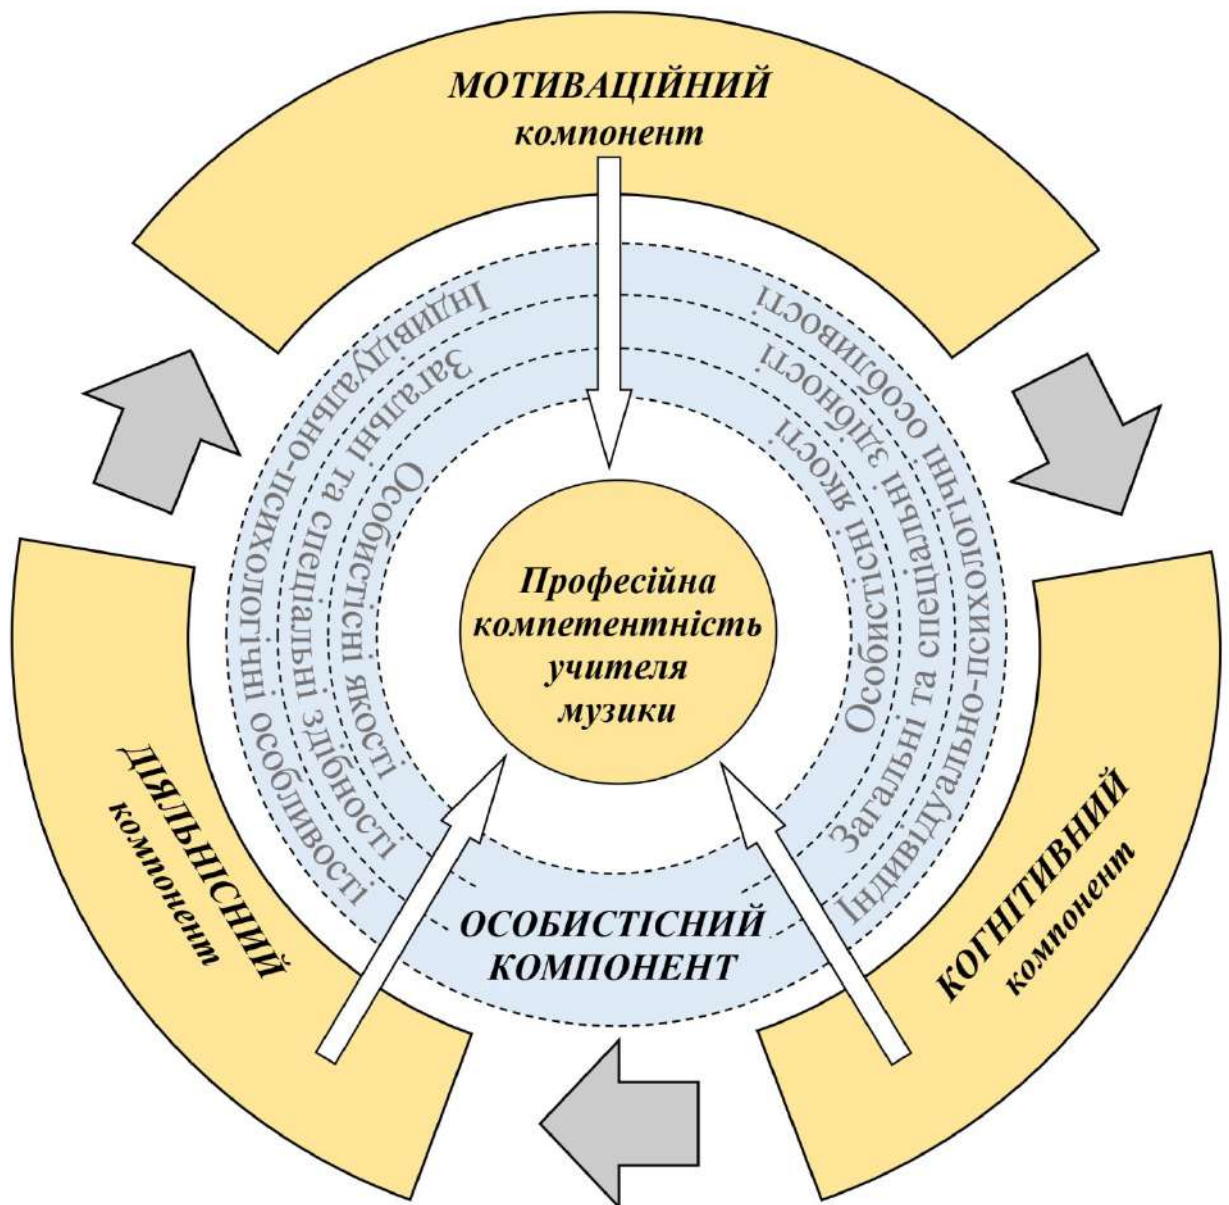 МОТИВАЦІЙНИЙ
компонент
Індивідуально-психологічні особливості
Загальні та спеціальні здібності
Особистісні якості
Індивідуально-психологічні особливості
Загальні та спеціальні здібності
Особистісні якості
Професійна
компетентність
учителя
музики
ДІЯЛЬНІСНИЙ
компонент
ОСОБИСТІСНИЙ
КОМПОНЕНТ
КОГНІТИВНИЙ
компонент